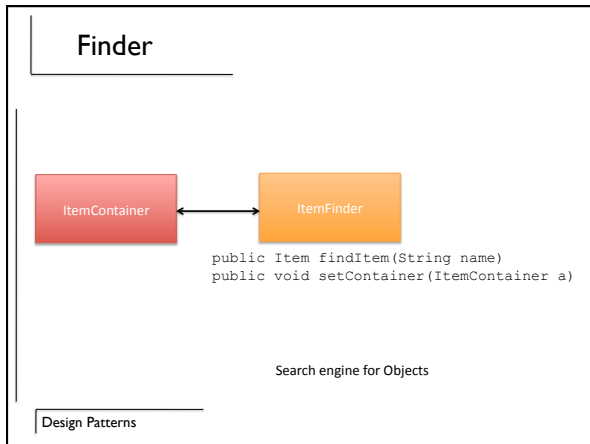 Finder
ItemContainer
ItemFinder
public Item findItem(String name)
public void setContainer(ItemContainer a)
Search engine for Objects
Design Patterns